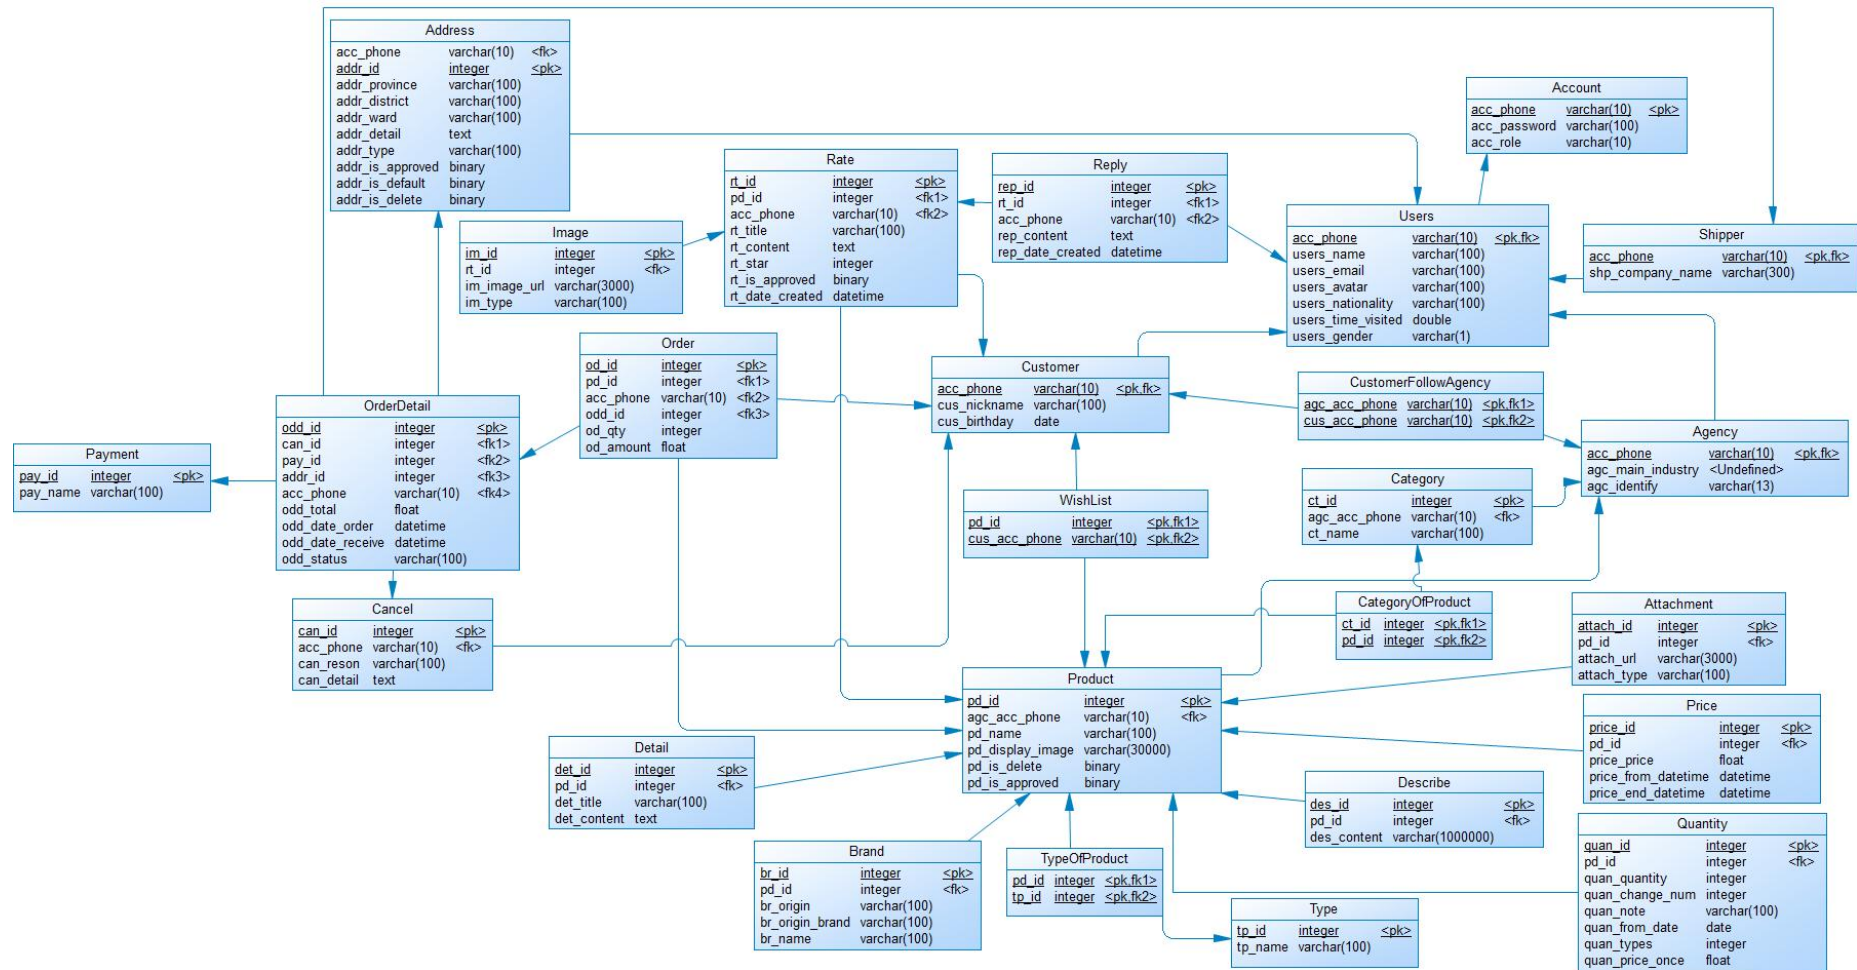 Address
acc_phone varchar(10) <fk>
addr_id integer <pk>
addr_province varchar(100)
addr_district varchar(100)
addr_ward varchar(100)
addr_detail text
addr_type varchar(100)
addr_is_approved binary
addr_is_default binary
addr_is_delete binary
Account
acc_phone varchar(10) <pk>
acc_password varchar(100)
acc_role varchar(10)
Rate
rt_id integer <pk>
pd_id integer <fk1>
acc_phone varchar(10) <fk2>
rt_title varchar(100)
rt_content text
rt_star integer
rt_is_approved binary
rt_date_created datetime
Reply
rep_id integer <pk>
rt_id integer <fk1>
acc_phone varchar(10) <fk2>
rep_content text
rep_date_created datetime
Users
acc_phone varchar(10) <pk,fk>
users_name varchar(100)
users_email varchar(100)
users_avatar varchar(100)
users_nationality varchar(100)
users_time_visited double
users_gender varchar(1)
Shipper
acc_phone varchar(10) <pk,fk>
shp_company_name varchar(300)
Image
im_id integer <pk>
rt_id integer <fk>
im_image_url varchar(3000)
im_type varchar(100)
Order
od_id integer <pk>
pd_id integer <fk1>
acc_phone varchar(10) <fk2>
odd_id integer <fk3>
od_qty integer
od_amount float
Customer
acc_phone varchar(10) <pk,fk>
cus_nickname varchar(100)
cus_birthday date
CustomerFollowAgency
agc_acc_phone varchar(10) <pk,fk1>
cus_acc_phone varchar(10) <pk,fk2>
OrderDetail
odd_id integer <pk>
can_id integer <fk1>
pay_id integer <fk2>
addr_id integer <fk3>
acc_phone varchar(10) <fk4>
odd_total float
odd_date_order datetime
odd_date_receive datetime
odd_status varchar(100)
Agency
acc_phone varchar(10) <pk,fk>
agc_main_industry <Undefined>
agc_identify varchar(13)
Payment
pay_id integer <pk>
pay_name varchar(100)
Category
ct_id integer <pk>
agc_acc_phone varchar(10) <fk>
ct_name varchar(100)
WishList
pd_id integer <pk,fk1>
cus_acc_phone varchar(10) <pk,fk2>
Cancel
can_id integer <pk>
acc_phone varchar(10) <fk>
can_reson varchar(100)
can_detail text
CategoryOfProduct
ct_id integer <pk,fk1>
pd_id integer <pk,fk2>
Attachment
attach_id integer <pk>
pd_id integer <fk>
attach_url varchar(3000)
attach_type varchar(100)
Product
pd_id integer <pk>
agc_acc_phone varchar(10) <fk>
pd_name varchar(100)
pd_display_image varchar(30000)
pd_is_delete binary
pd_is_approved binary
Price
price_id integer <pk>
pd_id integer <fk>
price_price float
price_from_datetime datetime
price_end_datetime datetime
Detail
det_id integer <pk>
pd_id integer <fk>
det_title varchar(100)
det_content text
Describe
des_id integer <pk>
pd_id integer <fk>
des_content varchar(1000000)
Quantity
quan_id integer <pk>
pd_id integer <fk>
quan_quantity integer
quan_change_num integer
quan_note varchar(100)
quan_from_date date
quan_types integer
quan_price_once float
Brand
br_id integer <pk>
pd_id integer <fk>
br_origin varchar(100)
br_origin_brand varchar(100)
br_name varchar(100)
TypeOfProduct
pd_id integer <pk,fk1>
tp_id integer <pk,fk2>
Type
tp_id integer <pk>
tp_name varchar(100)